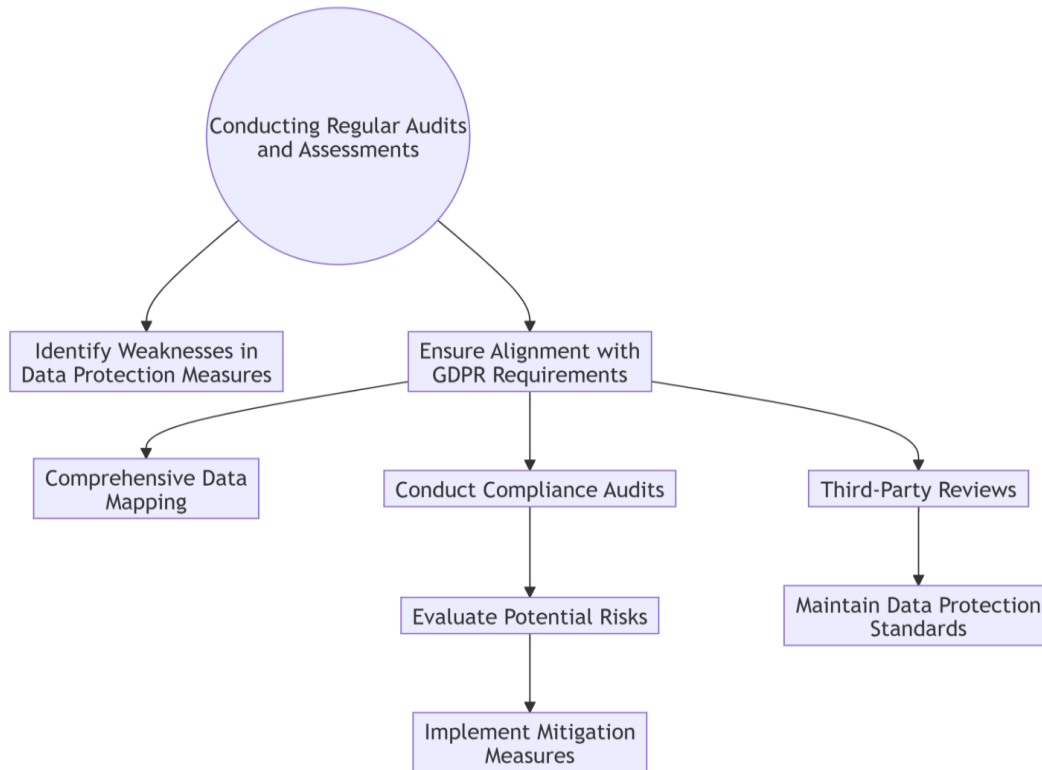 Conducting Regular Audits
and Assessments
Identify Weaknesses in
Data Protection Measures
Ensure Alignment with
GDPR Requirements
Comprehensive Data
Mapping
Conduct Compliance Audits
Third-Party Reviews
Evaluate Potential Risks
Maintain Data Protection
Standards
Implement Mitigation
Measures